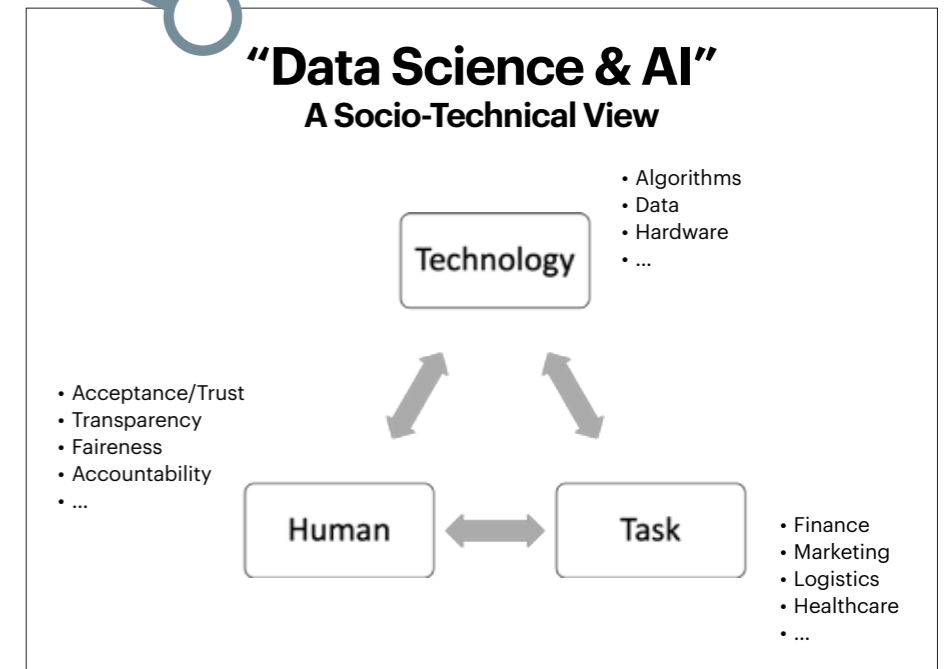 “Data Science & AI”
A Socio-Technical View
• Algorithms
• Data
• Hardware
• ...
Technology
• Acceptance/Trust
• Transparency
• Faireness
• Accountability
• ...
Human
Task
• Finance
• Marketing
• Logistics
• Healthcare
• ...